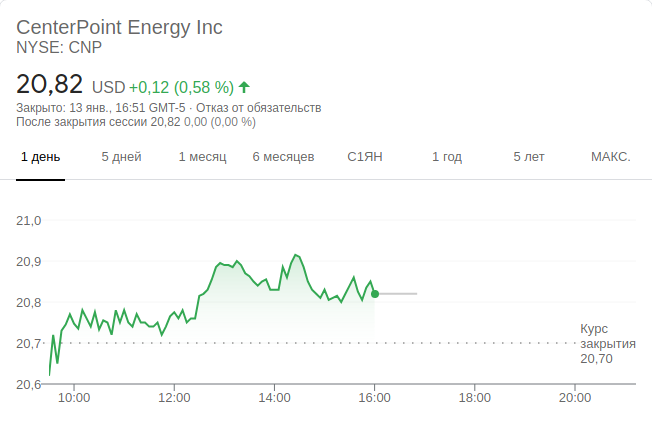 CenterPoint Energy Inc
NYSE: CNP
20,82 USD +0,12 (0,58 %)
Закрыто: 13 янв., 16:51 GMT-5 · Отказ от обязательств
После закрытия сессии 20,82 0,00 (0,00 %)
1 день 5 дней 1 месяц 6 месяцев С1ЯН 1 год 5 лет МАКС.
21,0
20,9
20,8
Курс
20,7 закрытия
20,70
20,6
10:00 12:00 14:00 16:00 18:00 20:00